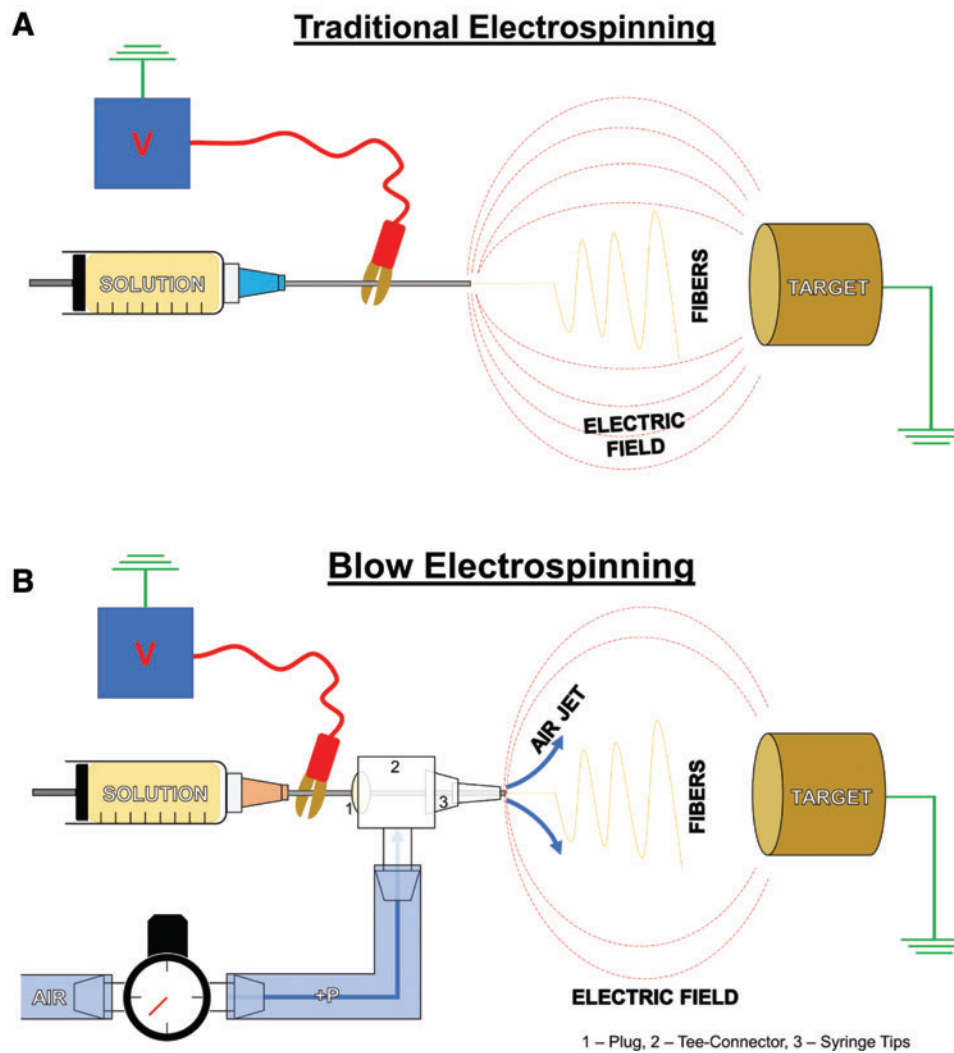 A
Traditional Electrospinning
V
SOLUTION
FIBERS
TARGET
ELECTRIC
FIELD
B
Blow Electrospinning
V
AIR JET
SOLUTION
1
2
3
FIBERS
TARGET
AIR
+P
ELECTRIC FIELD
1 – Plug, 2 – Tee-Connector, 3 – Syringe Tips